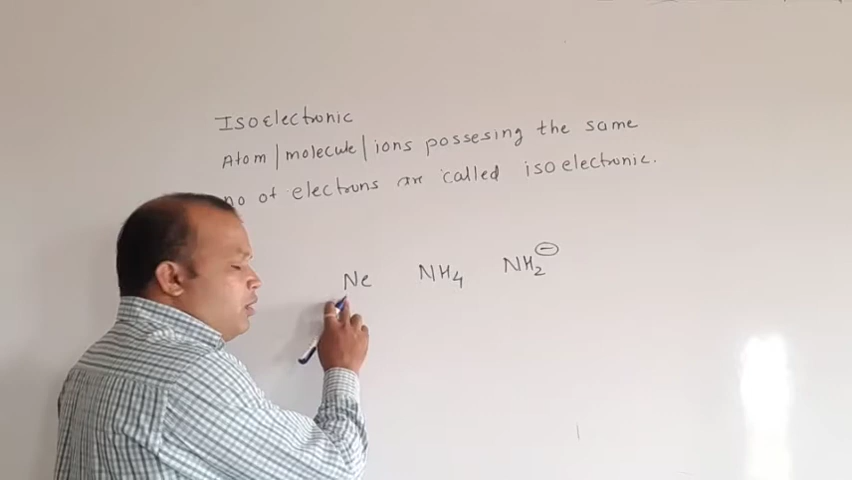 Isoelectronic
Atom/molecule/ions possesing the same
no of electrons are called isoelectronic.
Ne NH4 NH2⊖